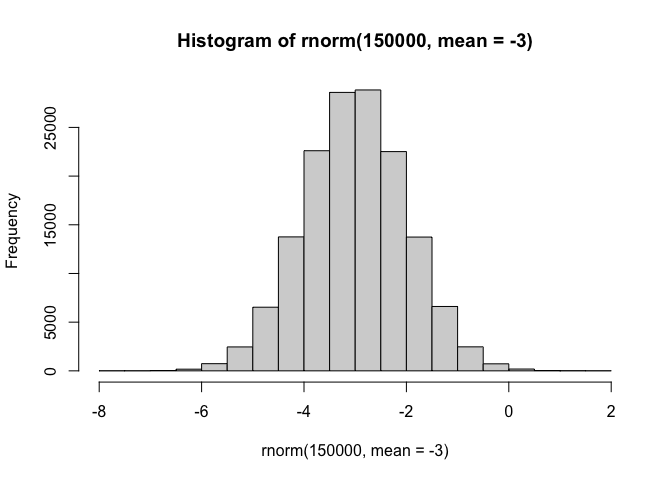 Histogram of rnorm(150000, mean = -3)
Frequency
25000
15000
5000
0
-8 -6 -4 -2 0 2
rnorm(150000, mean = -3)